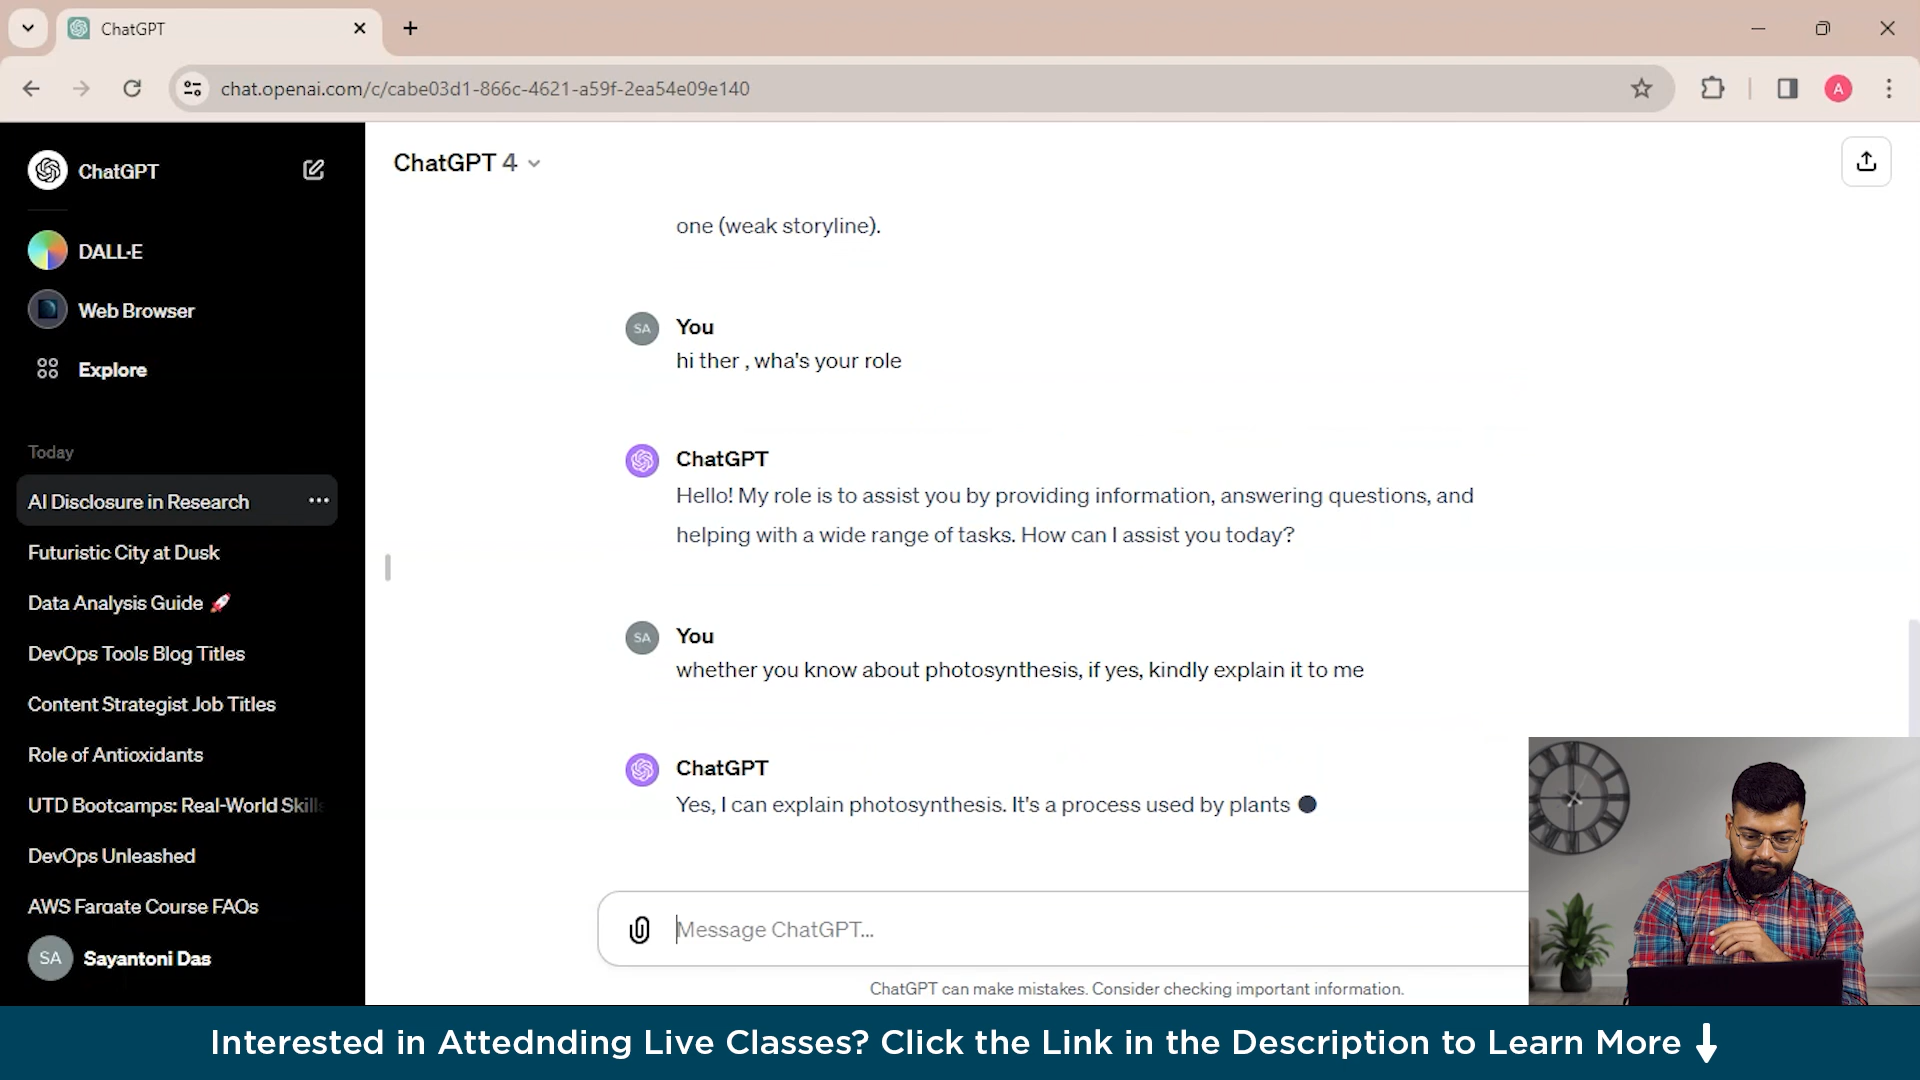 ChatGPT
chat.openai.com/c/cabe03d1-866c-4621-a59f-2ea54e09e140
A
ChatGPT
DALL·E
Web Browser
Explore
Today
AI Disclosure in Research
Futuristic City at Dusk
Data Analysis Guide 🚀
DevOps Tools Blog Titles
Content Strategist Job Titles
Role of Antioxidants
UTD Bootcamps: Real-World Skills
DevOps Unleashed
AWS Fargate Course FAQs
SA
Sayantoni Das
ChatGPT 4
one (weak storyline).
SA
You
hi ther , wha's your role
ChatGPT
Hello! My role is to assist you by providing information, answering questions, and
helping with a wide range of tasks. How can I assist you today?
SA
You
whether you know about photosynthesis, if yes, kindly explain it to me
ChatGPT
Yes, I can explain photosynthesis. It's a process used by plants
Message ChatGPT...
ChatGPT can make mistakes. Consider checking important information.
Interested in Attednding Live Classes? Click the Link in the Description to Learn More